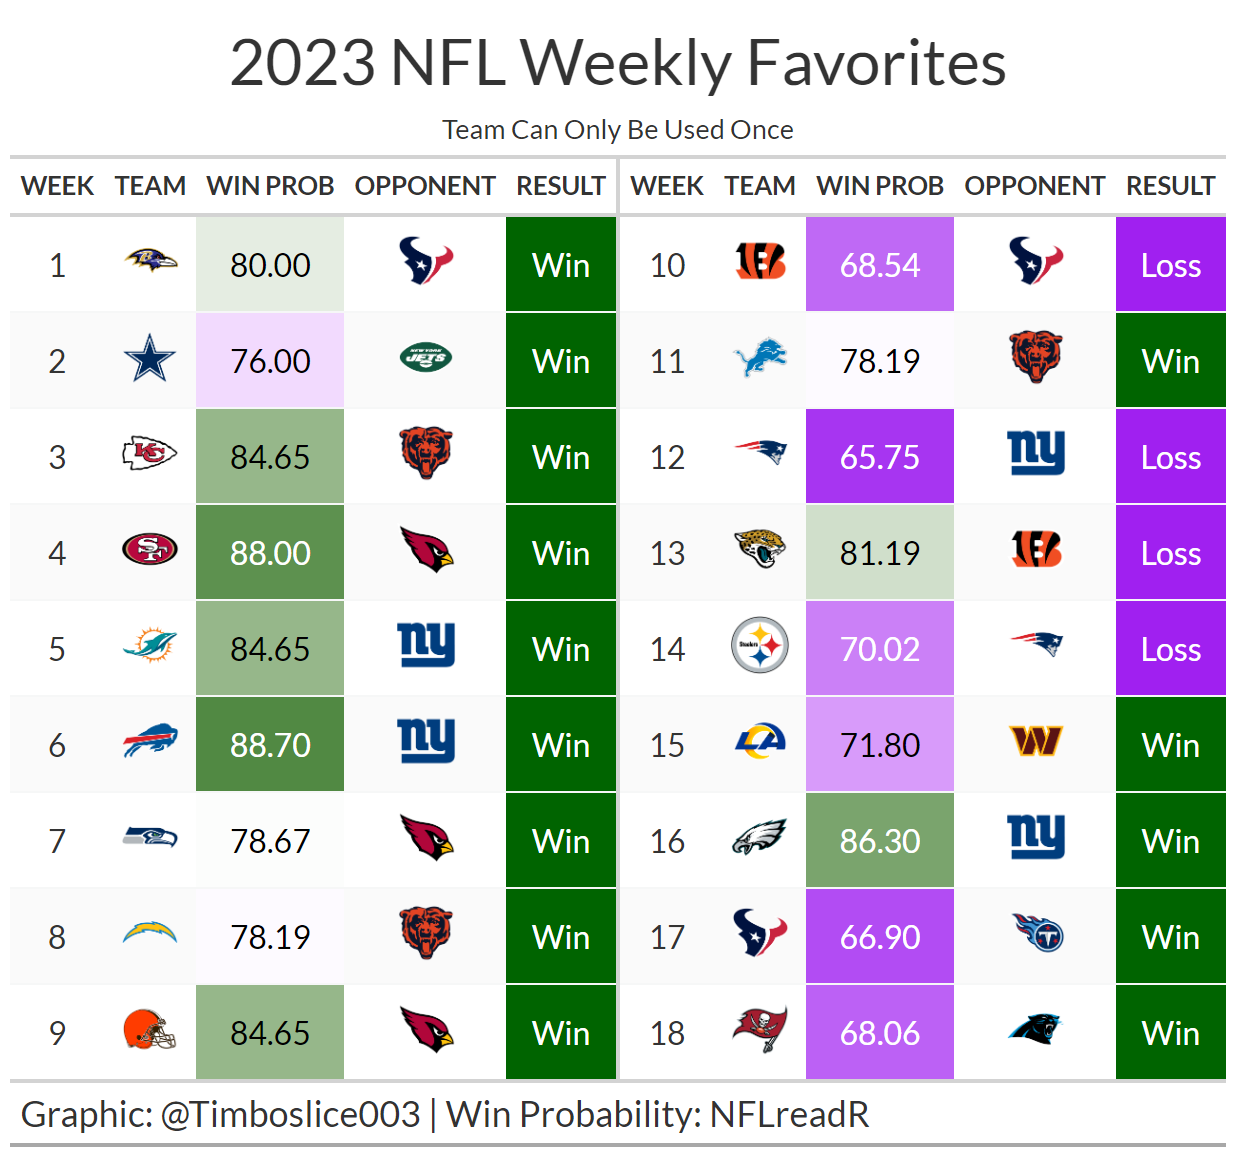 2023 NFL Weekly Favorites
Team Can Only Be Used Once
WEEK TEAM WIN PROB OPPONENT RESULT WEEK TEAM WIN PROB OPPONENT RESULT
1 80.00 Win 10 68.54 Loss
2 76.00 NEW YORK JETS Win 11 78.19 Win
3 KC 84.65 Win 12 65.75 ny Loss
4 SF 88.00 Win 13 81.19 Loss
5 84.65 ny Win 14 Steelers 70.02 Loss
6 88.70 ny Win 15 LA 71.80 W Win
7 78.67 Win 16 86.30 ny Win
8 78.19 Win 17 66.90 T Win
9 84.65 Win 18 68.06 Win
Graphic: @Timboslice003 | Win Probability: NFLreadR